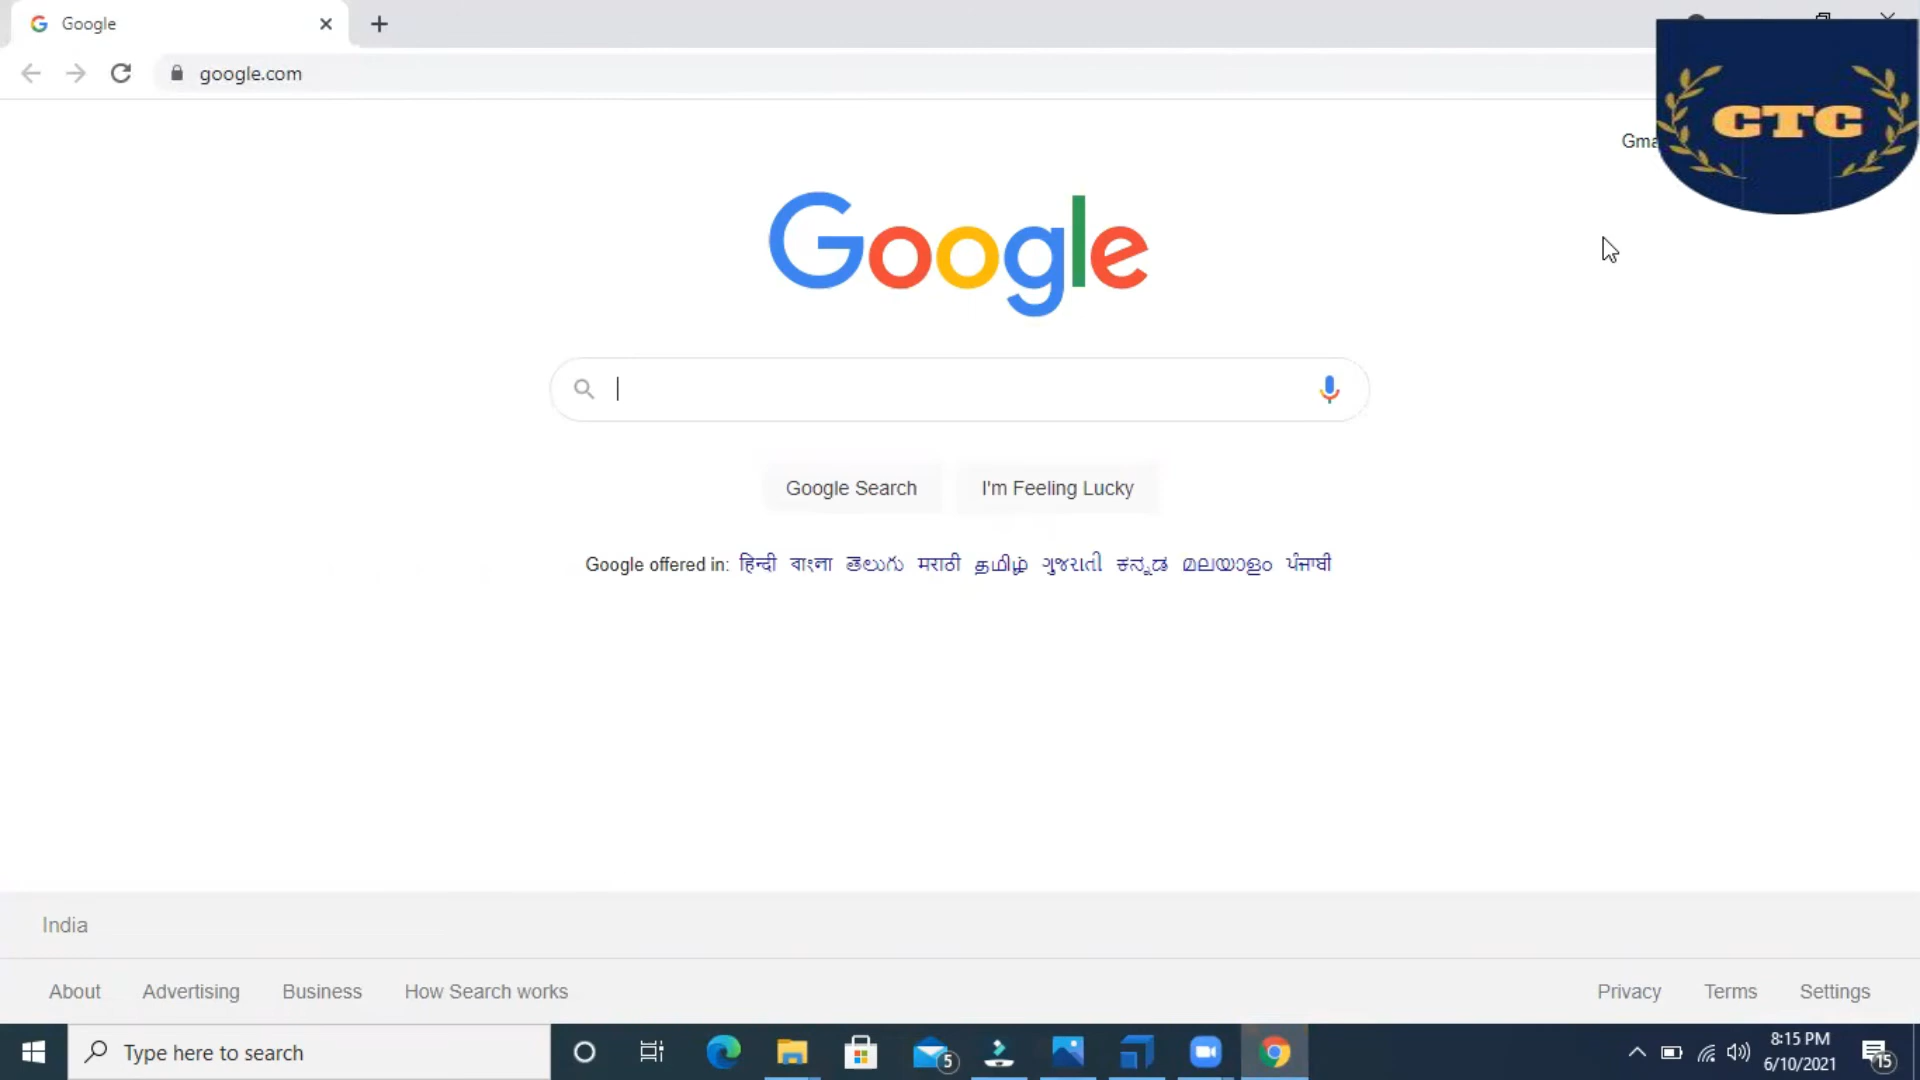 Google
google.com
CTC
Google
Google Search
I'm Feeling Lucky
Google offered in: हिन्दी বাংলা తెలుగు मराठी தமிழ் ગુજરાતી ಕನ್ನಡ മലയാളം ਪੰਜਾਬੀ
India
About Advertising Business How Search works
Privacy Terms Settings
Type here to search
5
8:15 PM
6/10/2021
15